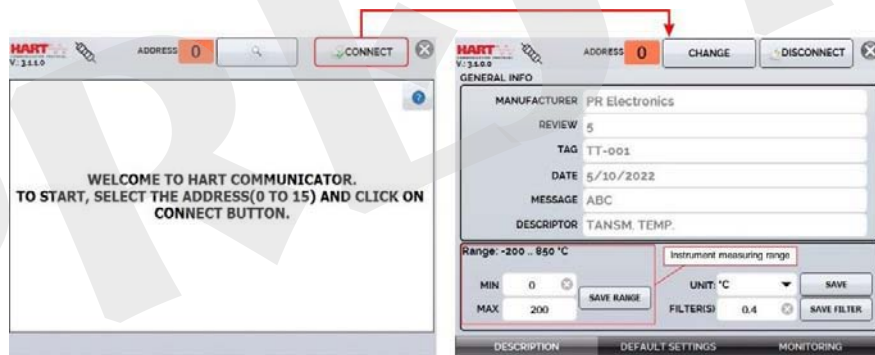 HART
V.: 3.1.1.0
ADDRESS 0
CONNECT
WELCOME TO HART COMMUNICATOR.
TO START, SELECT THE ADDRESS(0 TO 15) AND CLICK ON
CONNECT BUTTON.
HART
V.: 3.1.0.0
ADDRESS 0 CHANGE DISCONNECT
GENERAL INFO
MANUFACTURER PR Electronics
REVIEW 5
TAG TT-001
DATE 5/10/2022
MESSAGE ABC
DESCRIPTOR TANSM. TEMP.
Range: -200 .. 850 °C
Instrument measuring range
MIN 0 UNIT: °C SAVE
SAVE RANGE
MAX 200 FILTER(S) 0.4 SAVE FILTER
DESCRIPTION DEFAULT SETTINGS MONITORING